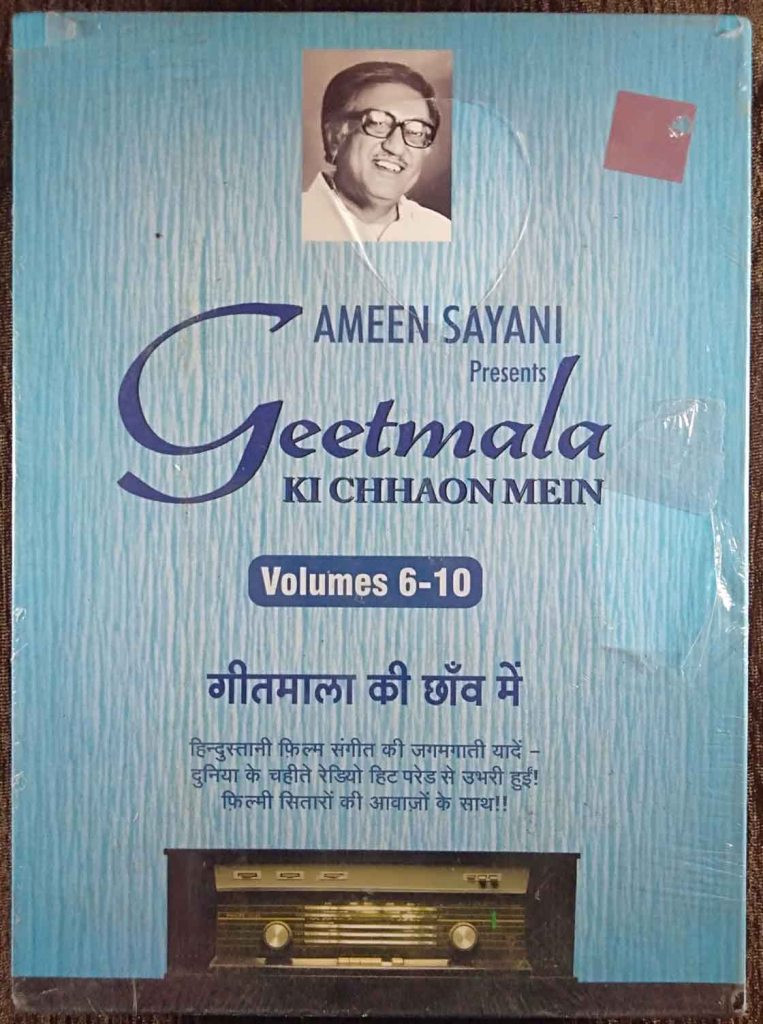 AMEEN SAYANI
Presents
Geetmala
KI CHHAON MEIN
Volumes 6-10
गीतमाला की छाँव में
हिन्दुस्तानी फ़िल्म संगीत की जगमगाती यादें –
दुनिया के चहीते रेडियो हिट परेड से उभरी हुईं!
फ़िल्मी सितारों की आवाज़ों के साथ!!